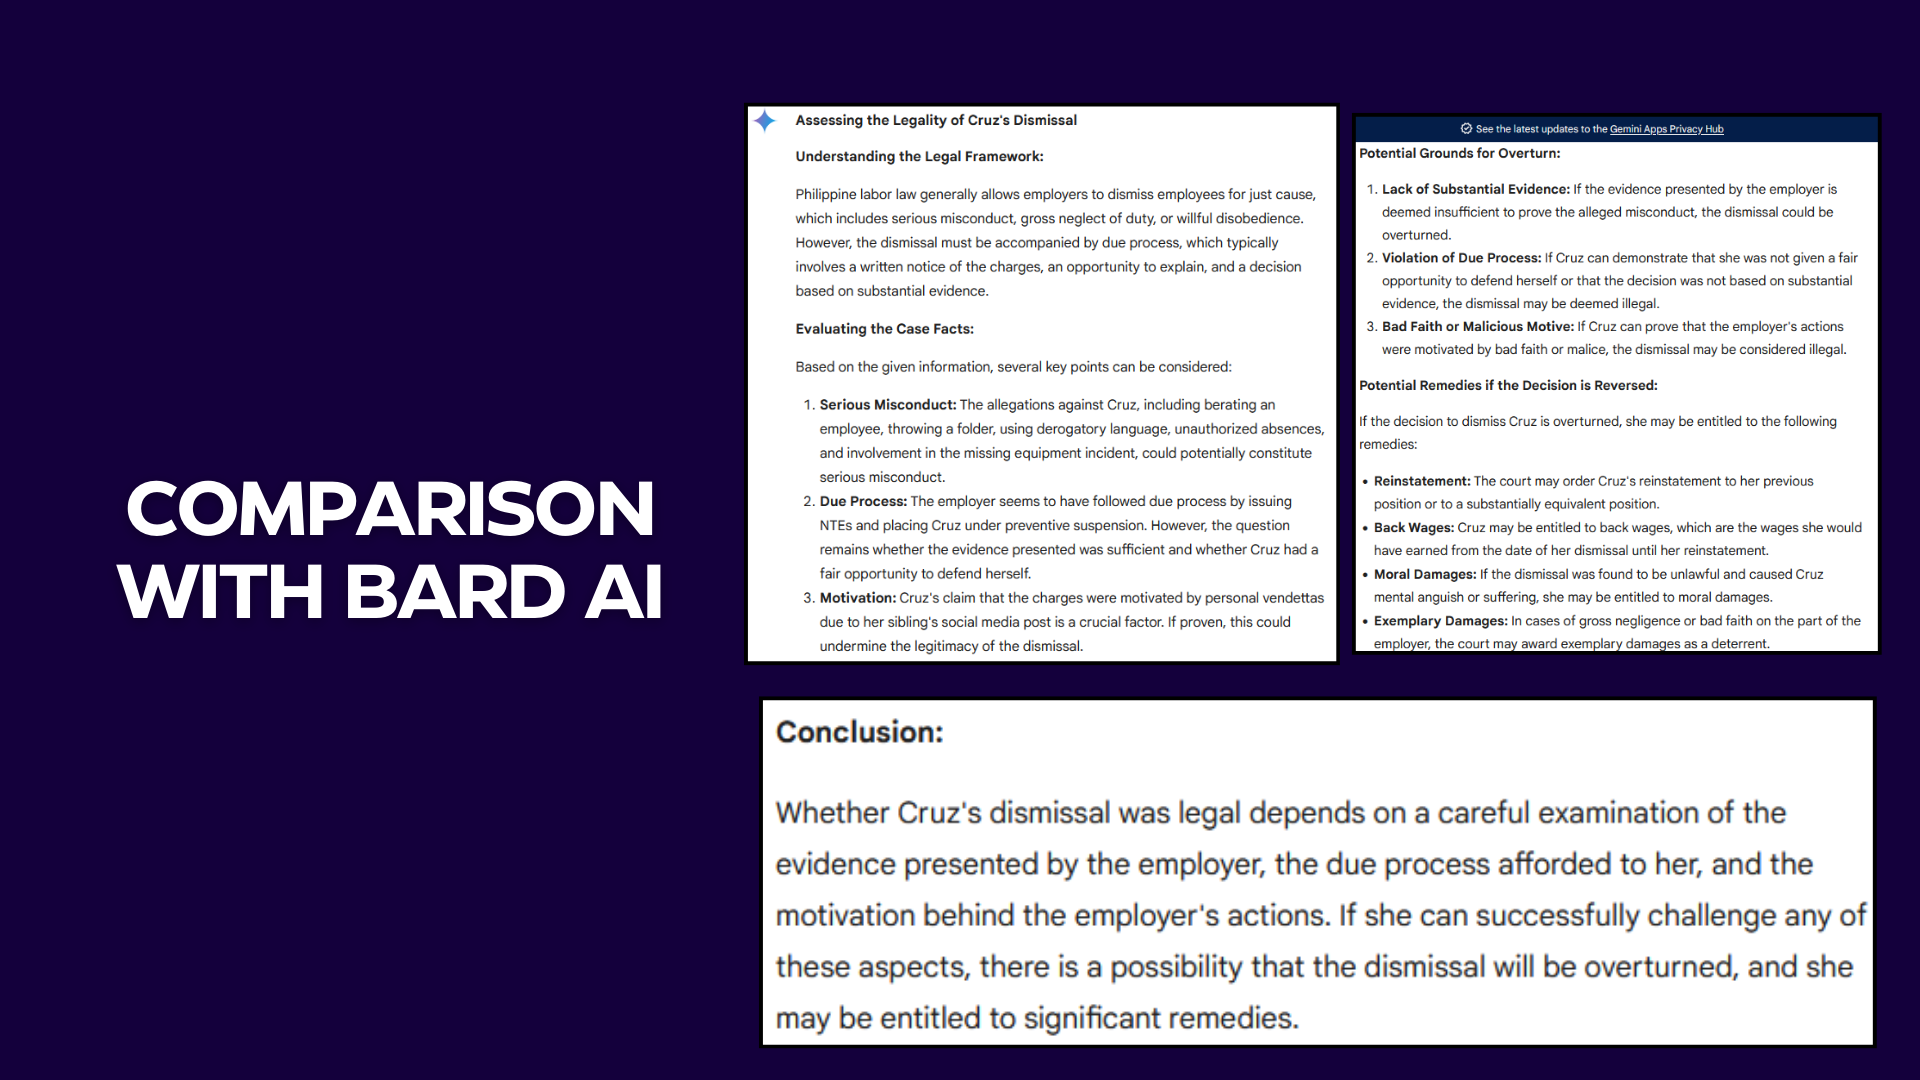 COMPARISON
WITH BARD AI
Assessing the Legality of Cruz's Dismissal
Understanding the Legal Framework:
Philippine labor law generally allows employers to dismiss employees for just cause,
which includes serious misconduct, gross neglect of duty, or willful disobedience.
However, the dismissal must be accompanied by due process, which typically
involves a written notice of the charges, an opportunity to explain, and a decision
based on substantial evidence.
Evaluating the Case Facts:
Based on the given information, several key points can be considered:
1. Serious Misconduct: The allegations against Cruz, including berating an
employee, throwing a folder, using derogatory language, unauthorized absences,
and involvement in the missing equipment incident, could potentially constitute
serious misconduct.
2. Due Process: The employer seems to have followed due process by issuing
NTEs and placing Cruz under preventive suspension. However, the question
remains whether the evidence presented was sufficient and whether Cruz had a
fair opportunity to defend herself.
3. Motivation: Cruz's claim that the charges were motivated by personal vendettas
due to her sibling's social media post is a crucial factor. If proven, this could
undermine the legitimacy of the dismissal.
See the latest updates to the Gemini Apps Privacy Hub
Potential Grounds for Overturn:
1. Lack of Substantial Evidence: If the evidence presented by the employer is
deemed insufficient to prove the alleged misconduct, the dismissal could be
overturned.
2. Violation of Due Process: If Cruz can demonstrate that she was not given a fair
opportunity to defend herself or that the decision was not based on substantial
evidence, the dismissal may be deemed illegal.
3. Bad Faith or Malicious Motive: If Cruz can prove that the employer's actions
were motivated by bad faith or malice, the dismissal may be considered illegal.
Potential Remedies if the Decision is Reversed:
If the decision to dismiss Cruz is overturned, she may be entitled to the following
remedies:
• Reinstatement: The court may order Cruz's reinstatement to her previous
position or to a substantially equivalent position.
• Back Wages: Cruz may be entitled to back wages, which are the wages she would
have earned from the date of her dismissal until her reinstatement.
• Moral Damages: If the dismissal was found to be unlawful and caused Cruz
mental anguish or suffering, she may be entitled to moral damages.
• Exemplary Damages: In cases of gross negligence or bad faith on the part of the
employer, the court may award exemplary damages as a deterrent.
Conclusion:
Whether Cruz's dismissal was legal depends on a careful examination of the
evidence presented by the employer, the due process afforded to her, and the
motivation behind the employer's actions. If she can successfully challenge any of
these aspects, there is a possibility that the dismissal will be overturned, and she
may be entitled to significant remedies.